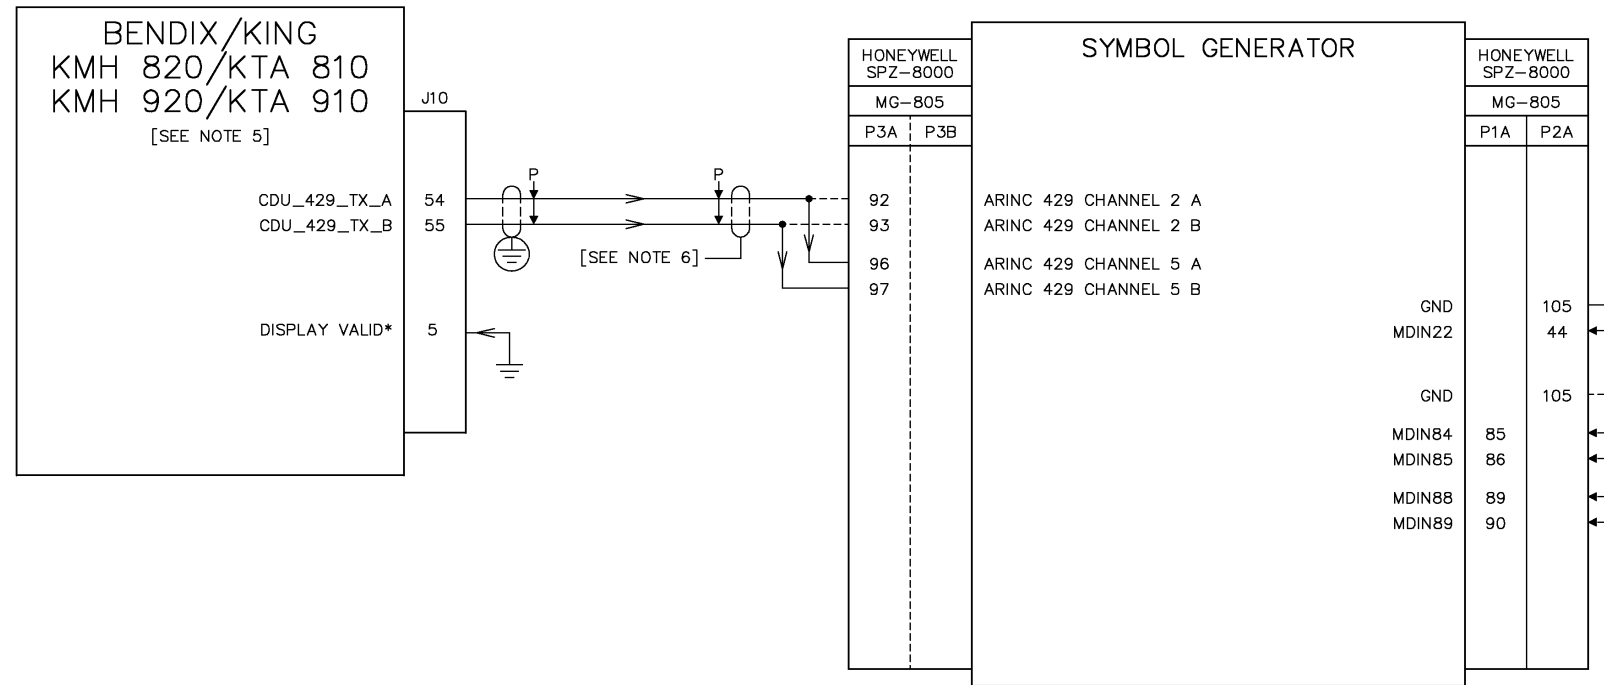 BENDIX/KING
KMH 820/KTA 810
KMH 920/KTA 910
[SEE NOTE 5]
J10
CDU_429_TX_A 54
CDU_429_TX_B 55
DISPLAY VALID* 5
P P
[SEE NOTE 6]
HONEYWELL
SPZ-8000
MG-805
P3A P3B
92
93
96
97
SYMBOL GENERATOR
ARINC 429 CHANNEL 2 A
ARINC 429 CHANNEL 2 B
ARINC 429 CHANNEL 5 A
ARINC 429 CHANNEL 5 B
HONEYWELL
SPZ-8000
MG-805
P1A P2A
GND 105
MDIN22 44
GND 105
MDIN84 85
MDIN85 86
MDIN88 89
MDIN89 90